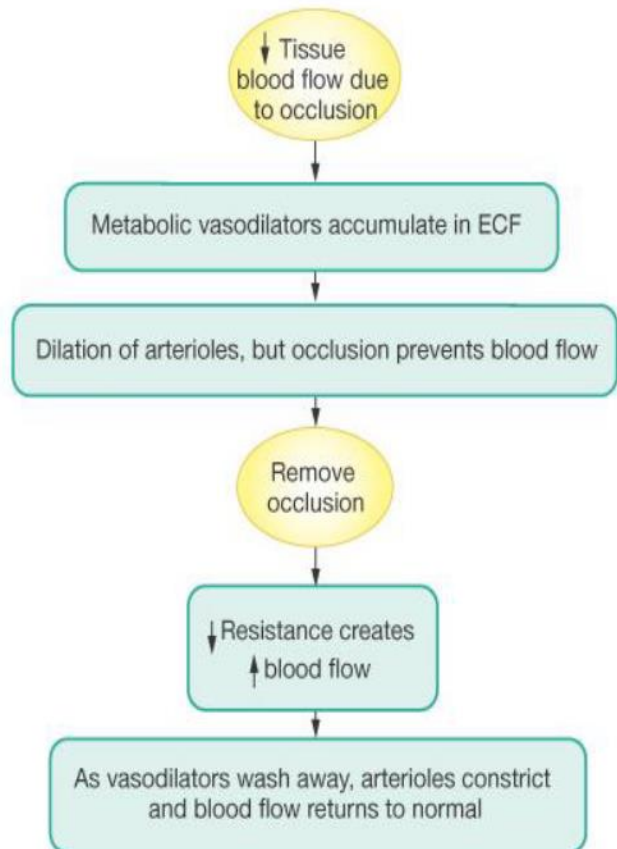 ↓ Tissue
blood flow due
to occlusion
Metabolic vasodilators accumulate in ECF
Dilation of arterioles, but occlusion prevents blood flow
Remove
occlusion
↓ Resistance creates
↑ blood flow
As vasodilators wash away, arterioles constrict
and blood flow returns to normal